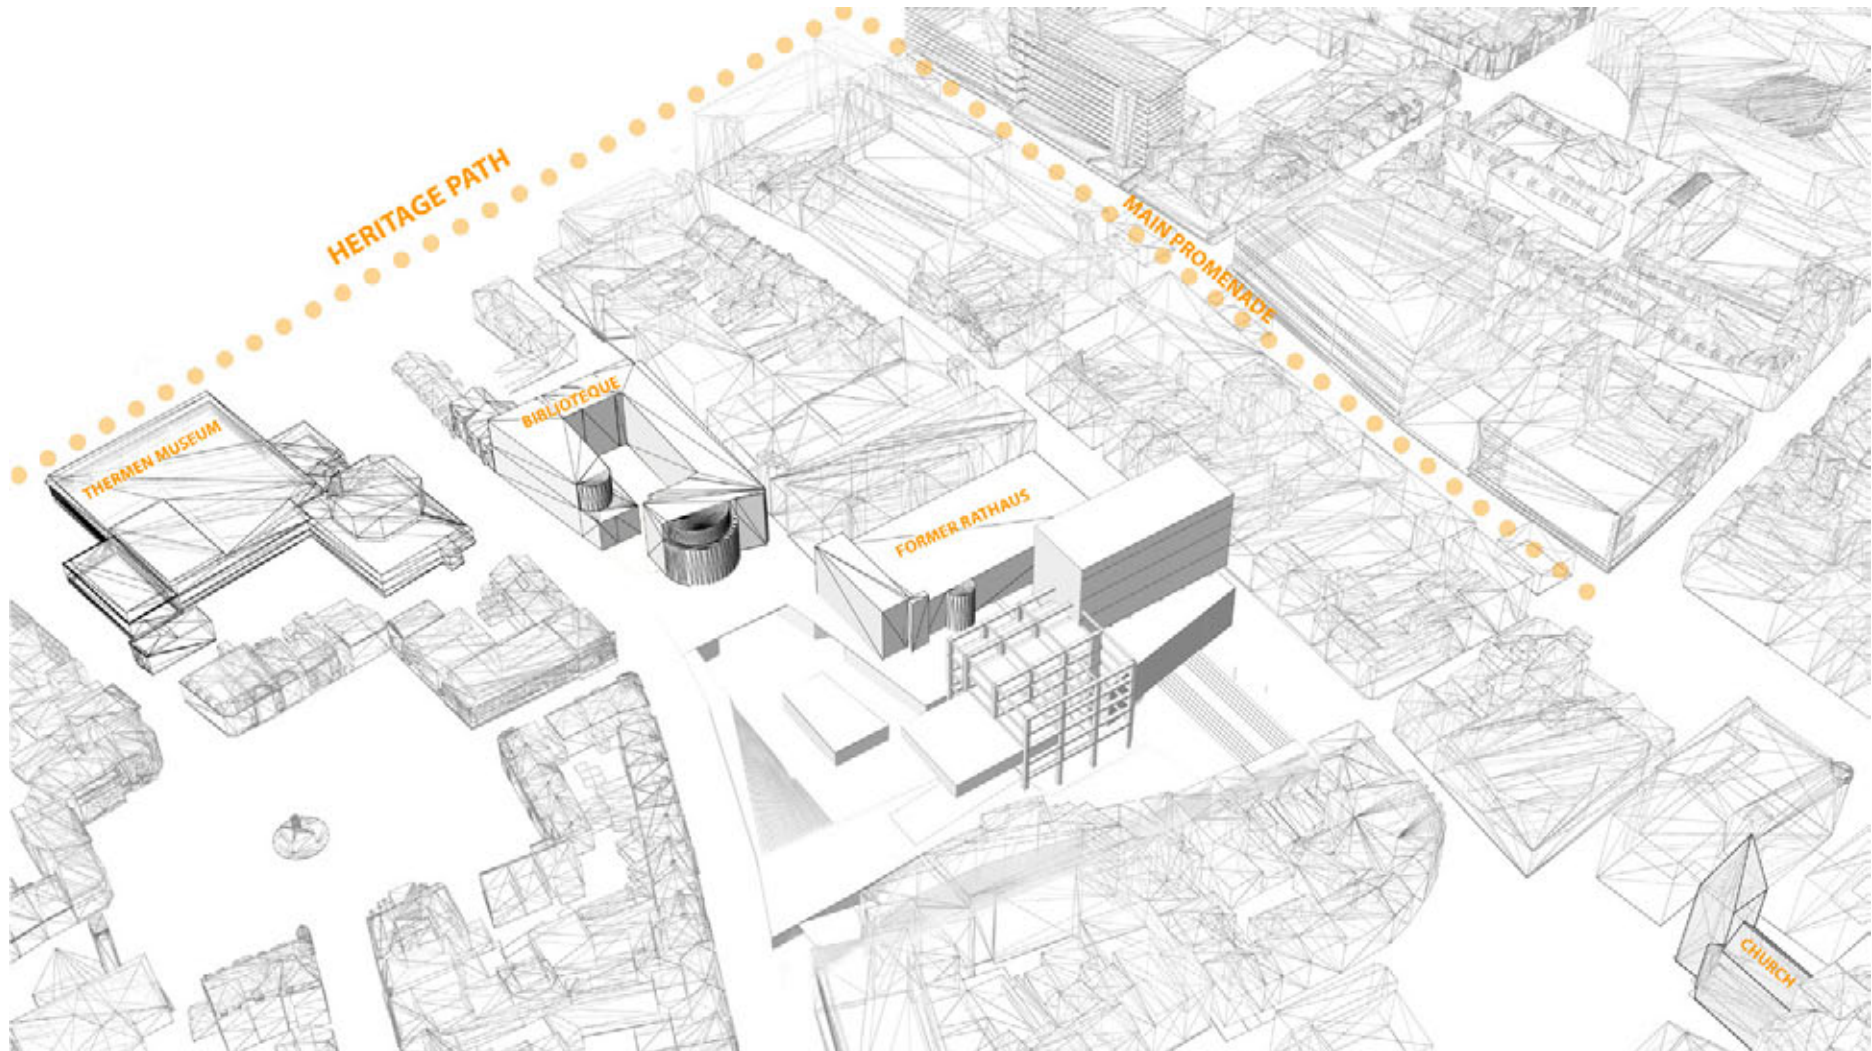 HERITAGE PATH
MAIN PROMENADE
BIBLIOTEQUE
THERMEN MUSEUM
FORMER RATHAUS
CHURCH